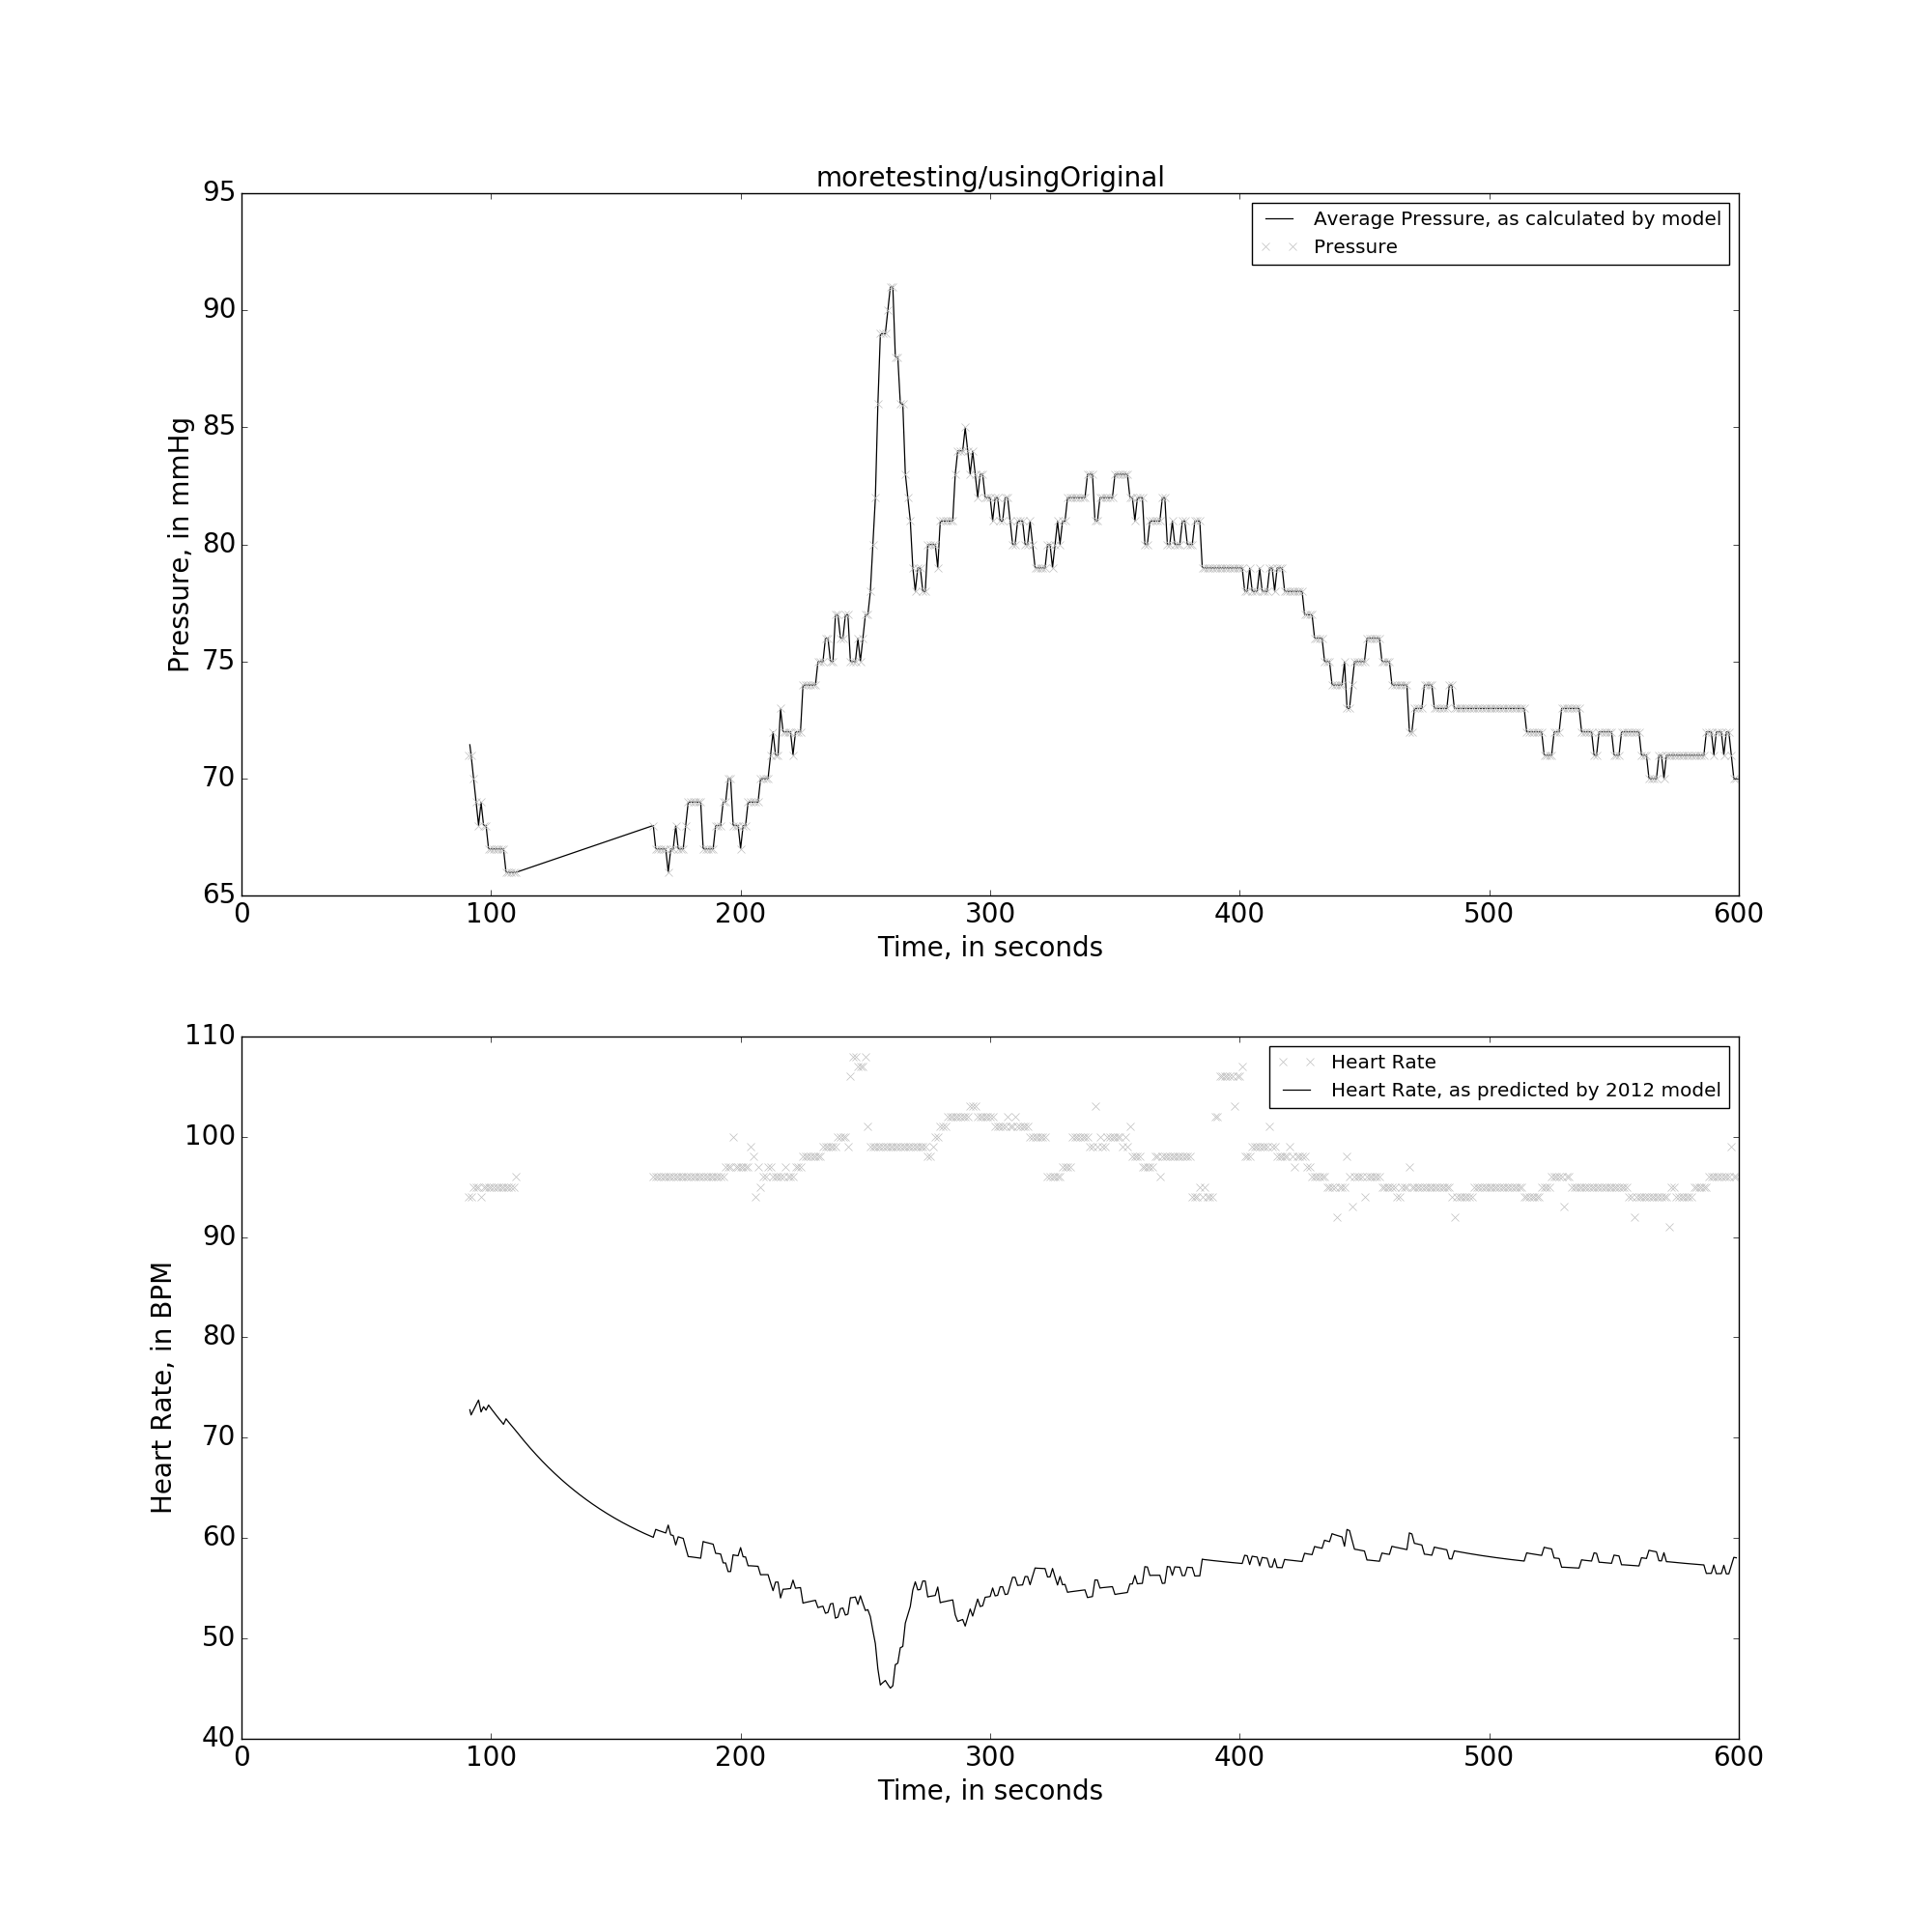 moretesting/usingOriginal
95
90
85
80
75
70
65
Pressure, in mmHg
Average Pressure, as calculated by model
Pressure
0 100 200 300 400 500 600
Time, in seconds
110
100
90
80
70
60
50
40
Heart Rate, in BPM
Heart Rate
Heart Rate, as predicted by 2012 model
0 100 200 300 400 500 600
Time, in seconds